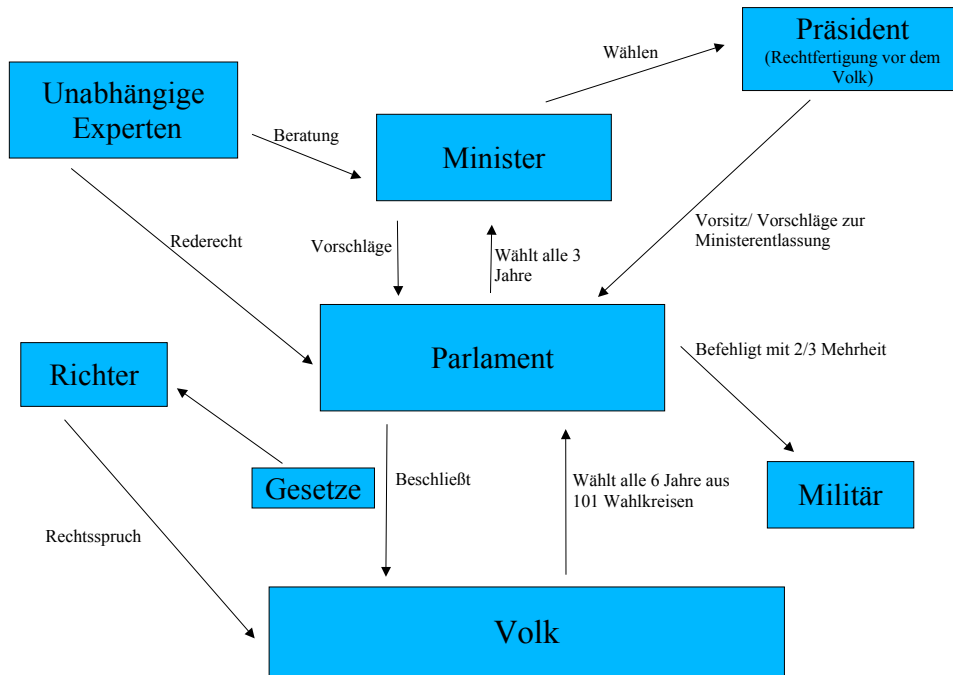 Präsident
(Rechtfertigung vor dem
Volk)
Wählen
Unabhängige
Experten
Beratung
Minister
Rederecht
Vorschläge
Wählt alle 3
Jahre
Vorsitz/ Vorschläge zur
Ministerentlassung
Parlament
Befehligt mit 2/3 Mehrheit
Richter
Gesetze
Beschließt
Wählt alle 6 Jahre aus
101 Wahlkreisen
Militär
Rechtsspruch
Volk